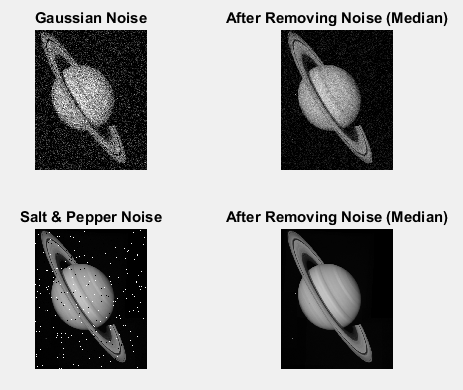 Gaussian Noise
After Removing Noise (Median)
Salt & Pepper Noise
After Removing Noise (Median)